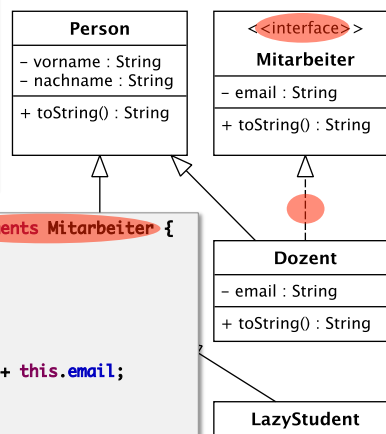 Person
– vorname : String
– nachname : String
+ toString() : String
<<interface>>
Mitarbeiter
– email : String
+ toString() : String
ents Mitarbeiter {
+ this.email;
Dozent
– email : String
+ toString() : String
LazyStudent